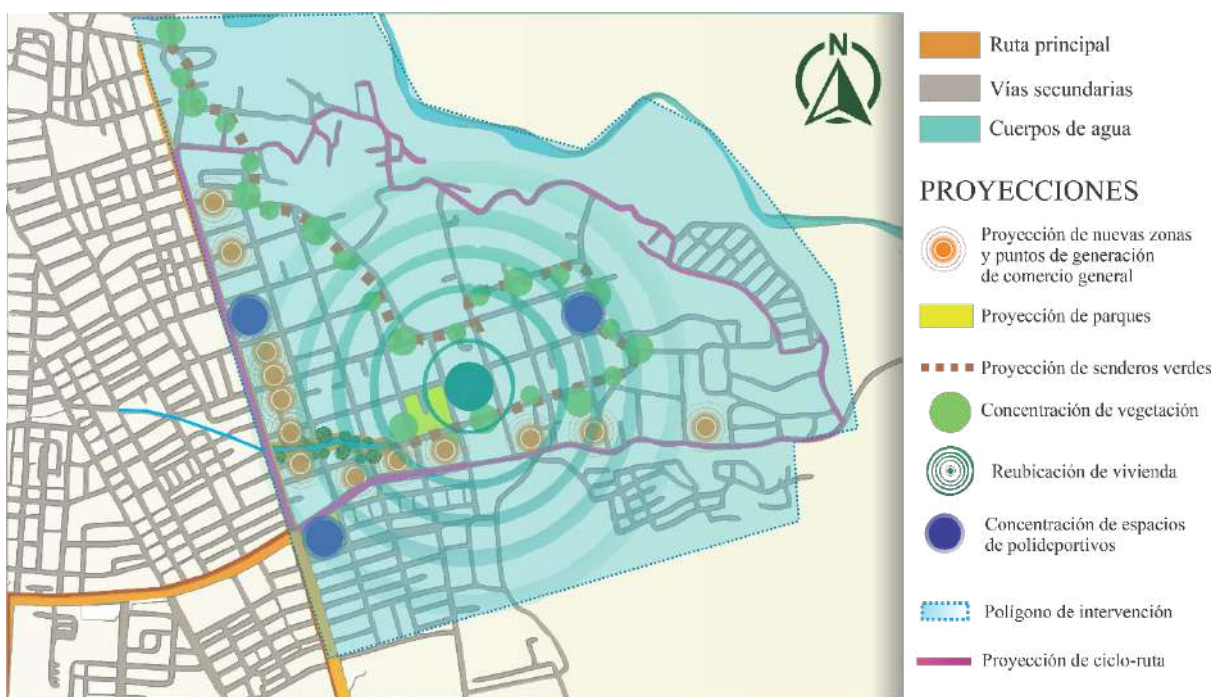 N
Ruta principal
Vías secundarias
Cuerpos de agua
PROYECCIONES
Proyección de nuevas zonas
y puntos de generación
de comercio general
Proyección de parques
Proyección de senderos verdes
Concentración de vegetación
Reubicación de vivienda
Concentración de espacios
de polideportivos
Polígono de intervención
Proyección de ciclo-ruta